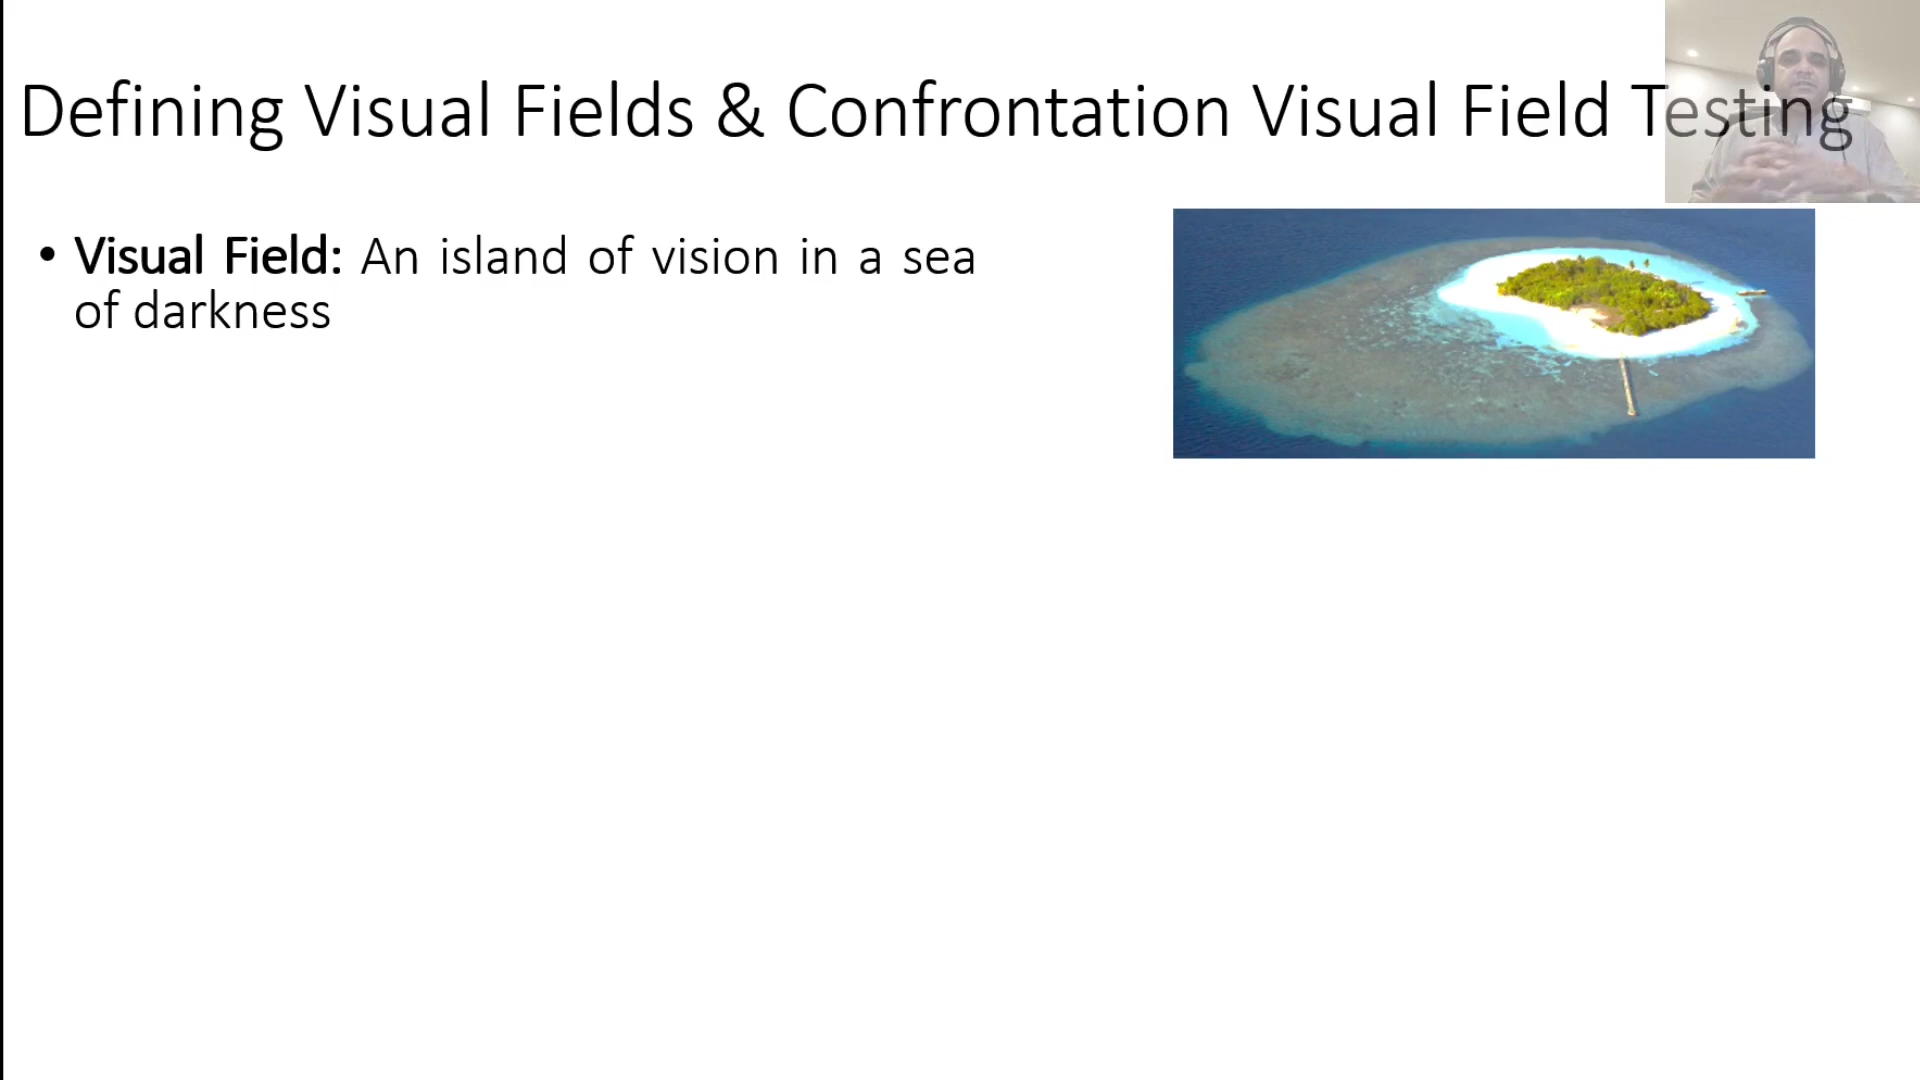 Defining Visual Fields & Confrontation Visual Field Testing
• Visual Field: An island of vision in a sea
of darkness